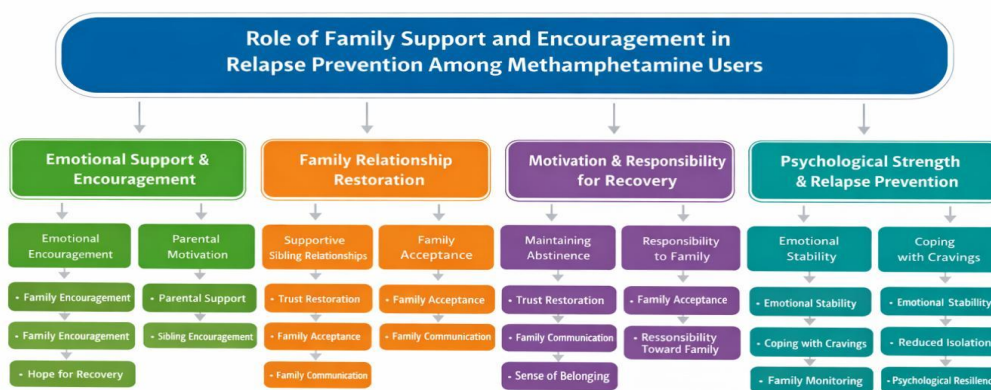 Role of Family Support and Encouragement in
Relapse Prevention Among Methamphetamine Users
Emotional Support &
Encouragement
Family Relationship
Restoration
Motivation & Responsibility
for Recovery
Psychological Strength
& Relapse Prevention
Emotional
Encouragement
Parental
Motivation
Supportive
Sibling Relationships
Family
Acceptance
Maintaining
Abstinence
Responsibility
to Family
Emotional
Stability
Coping
with Cravings
- Family Encouragement
- Family Encouragement
- Hope for Recovery
- Parental Support
- Sibling Encouragement
- Trust Restoration
- Family Acceptance
- Family Communication
- Family Acceptance
- Family Communication
- Trust Restoration
- Family Communication
- Sense of Belonging
- Family Acceptance
- Ressonsibility
Toward Family
- Emotional Stability
- Coping with Cravings
- Family Monitoring
- Emotional Stability
- Reduced Isolation
- Psychological Resilienc